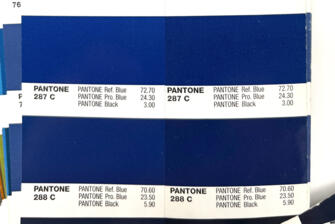 76
PANTONE PANTONE Ref. Blue 72.70
287 C PANTONE Pro. Blue 24.30
PANTONE Black 3.00
PANTONE PANTONE Ref. Blue 72.70
287 C PANTONE Pro. Blue 24.30
PANTONE Black 3.00
PANTONE PANTONE Ref. Blue 70.60
288 C PANTONE Pro. Blue 23.50
PANTONE Black 5.90
PANTONE PANTONE Ref. Blue 70.60
288 C PANTONE Pro. Blue 23.50
PANTONE Black 5.90